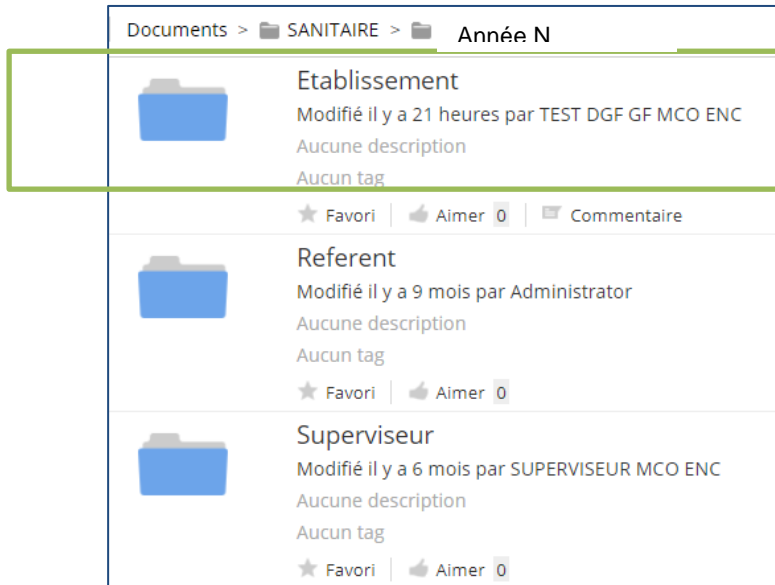 Documents > SANITAIRE > Année N
Etablissement
Modifié il y a 21 heures par TEST DGF GF MCO ENC
Aucune description
Aucun tag
Favori Aimer 0 Commentaire
Referent
Modifié il y a 9 mois par Administrator
Aucune description
Aucun tag
Favori Aimer 0
Superviseur
Modifié il y a 6 mois par SUPERVISEUR MCO ENC
Aucune description
Aucun tag
Favori Aimer 0